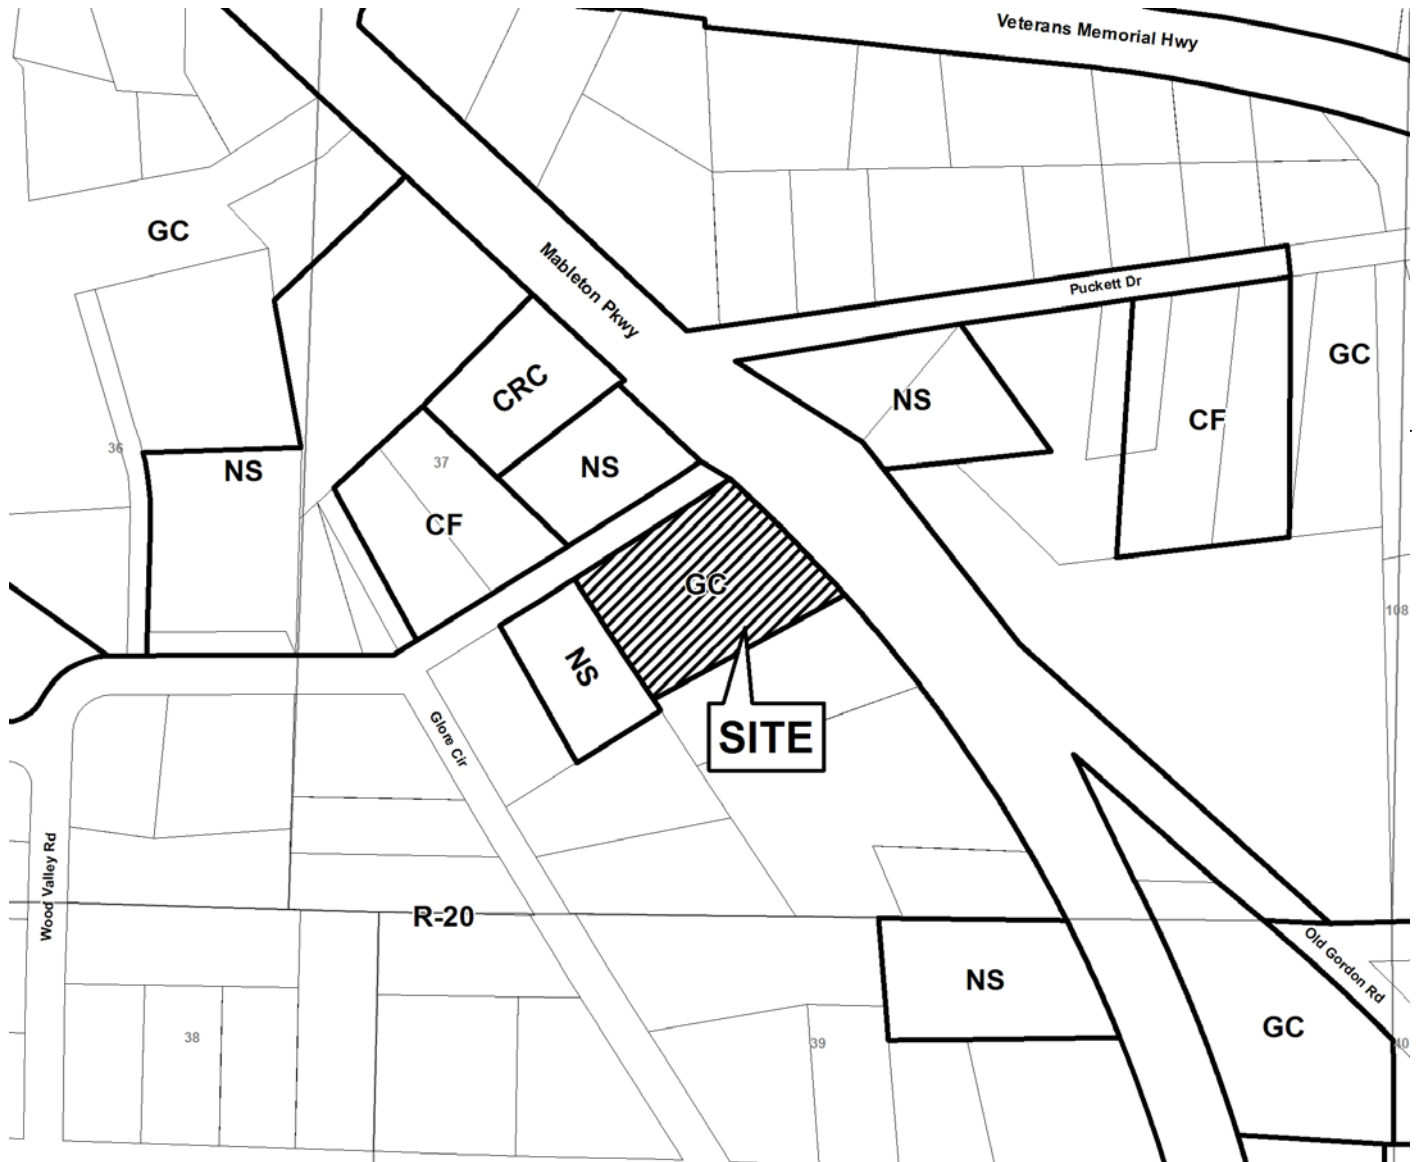 Veterans Memorial Hwy
GC
Mableton Pkwy
Puckett Dr
GC
CRC
NS
CF
36
NS
37
NS
CF
GC
108
NS
SITE
Glore Cir
Wood Valley Rd
R-20
Old Gordon Rd
NS
GC
38
39
40